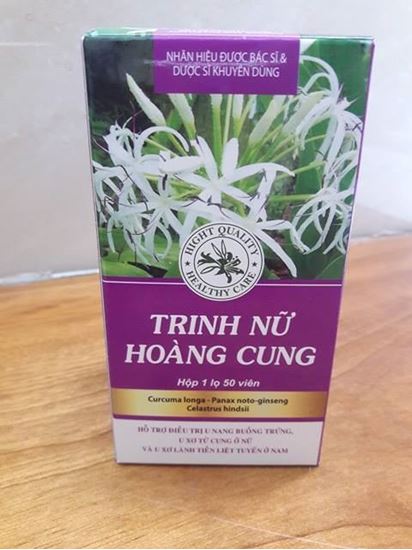 NHÃN HIỆU ĐƯỢC BÁC SĨ &
DƯỢC SĨ KHUYÊN DÙNG
HIGHT QUALITY
HEALTHY CARE
TRINH NỮ
HOÀNG CUNG
Hộp 1 lọ 50 viên
Curcuma longa - Panax noto-ginseng
Celastrus hindsii
HỖ TRỢ ĐIỀU TRỊ U NANG BUỒNG TRỨNG,
U XƠ TỬ CUNG Ở NỮ
VÀ U XƠ LÀNH TIỀN LIỆT TUYẾN Ở NAM